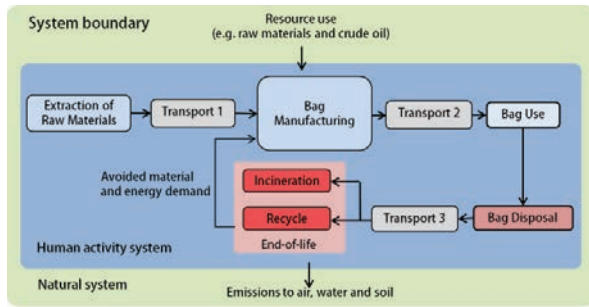 System boundary
Resource use
(e.g. raw materials and crude oil)
Extraction of
Raw Materials
Transport 1
Bag
Manufacturing
Transport 2
Bag Use
Avoided material
and energy demand
Incineration
Recycle
End-of-life
Transport 3
Bag Disposal
Human activity system
Natural system
Emissions to air, water and soil